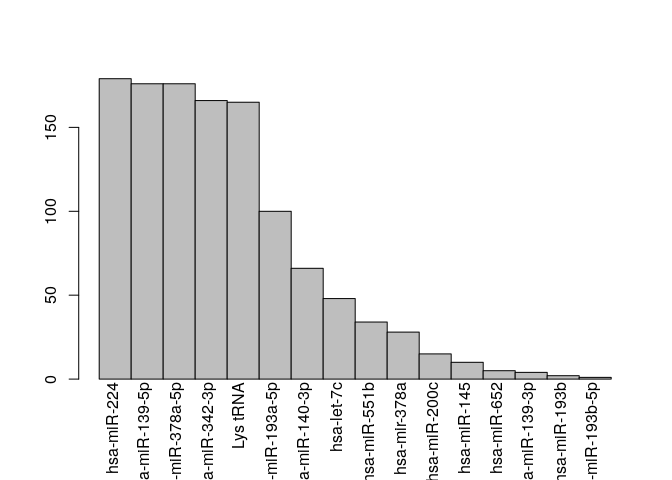 150
100
50
0
hsa-miR-224
a-miR-139-5p
-miR-378a-5p
a-miR-342-3p
Lys tRNA
-miR-193a-5p
a-miR-140-3p
hsa-let-7c
hsa-miR-551b
hsa-mir-378a
hsa-miR-200c
hsa-miR-145
hsa-miR-652
a-miR-139-3p
hsa-miR-193b
-miR-193b-5p